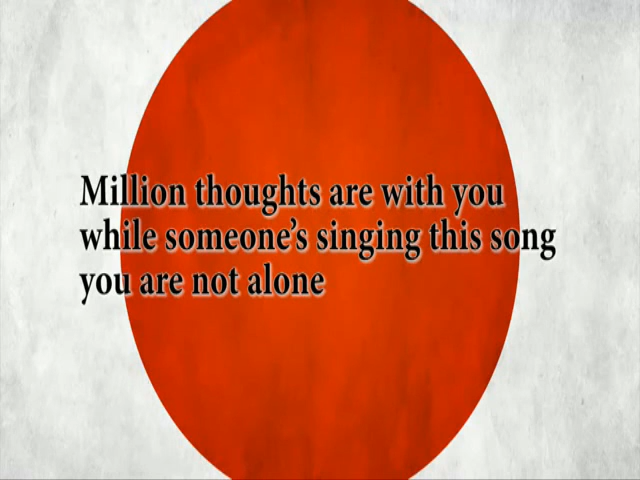 Million thoughts are with you
while someone’s singing this song
you are not alone